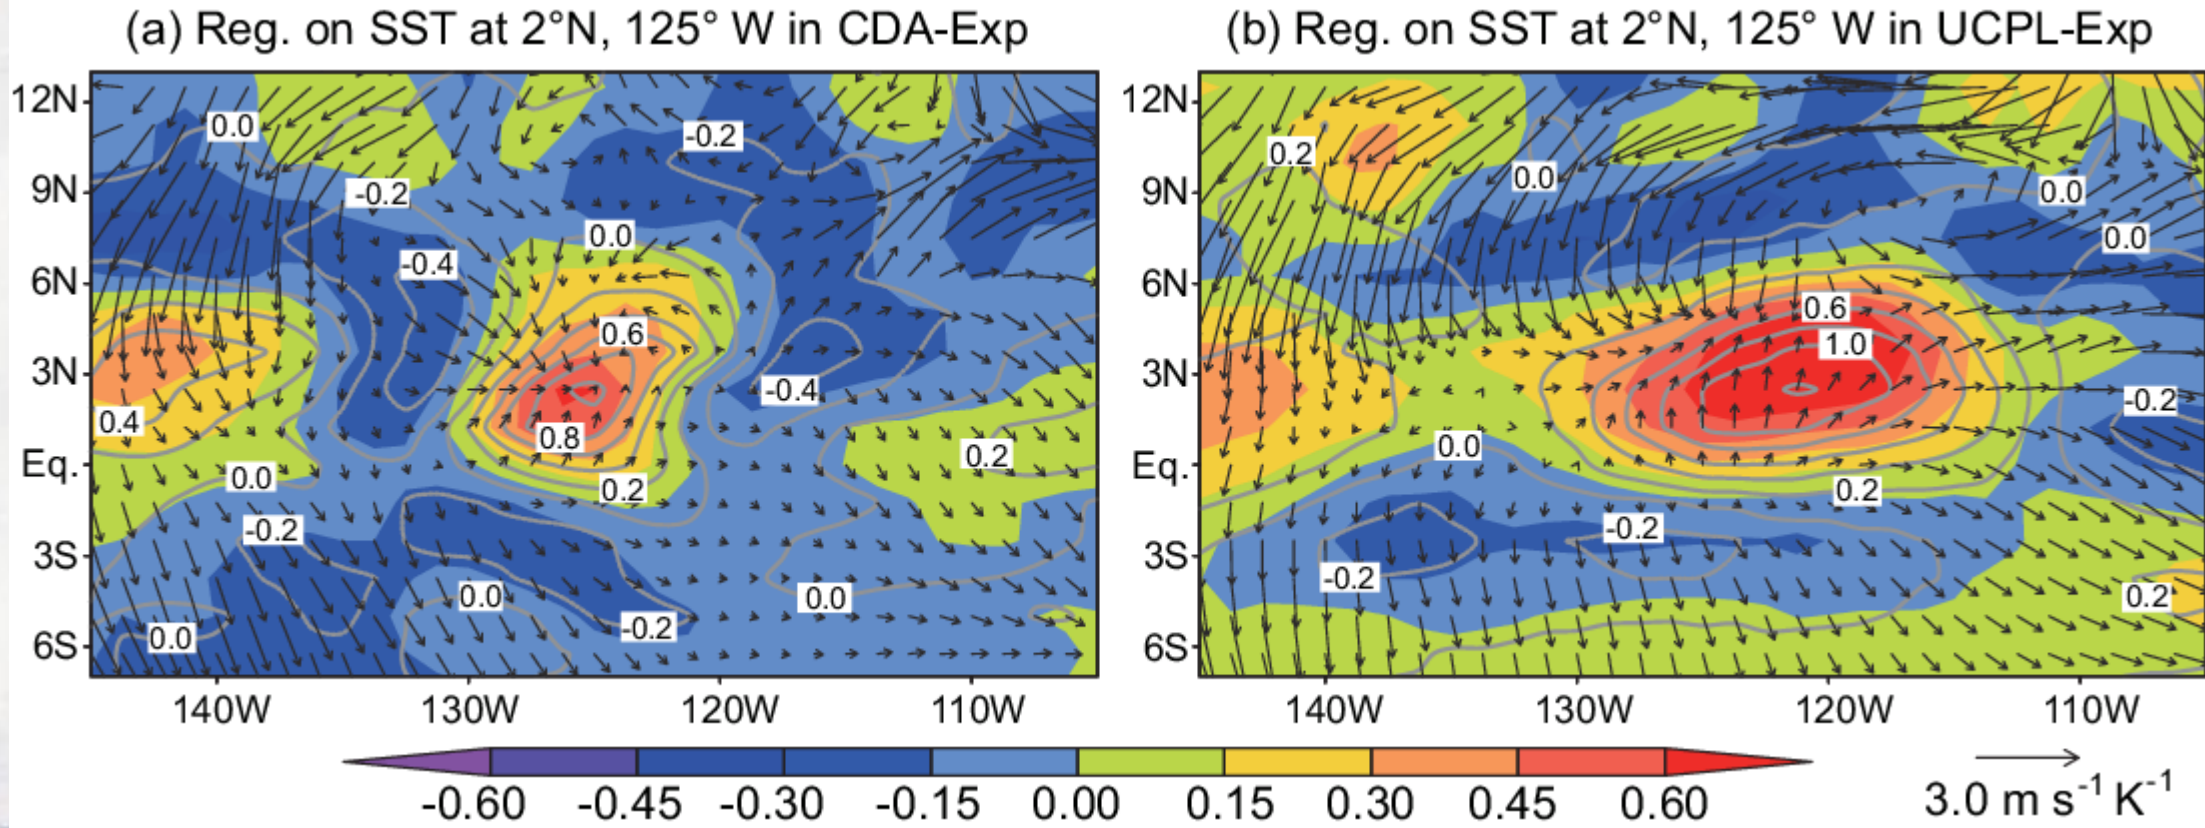 (a) Reg. on SST at 2°N, 125° W in CDA-Exp
12N
9N
6N
3N
Eq.
3S
6S
0.0
-0.2
-0.2
0.0
-0.4
0.6
-0.4
0.4
0.8
0.2
0.0
0.2
-0.2
0.0
0.0
-0.2
0.0
140W 130W 120W 110W
(b) Reg. on SST at 2°N, 125° W in UCPL-Exp
12N
9N
6N
3N
Eq.
3S
6S
0.2
0.0
0.0
0.0
0.6
1.0
-0.2
0.0
0.2
-0.2
-0.2
0.2
140W 130W 120W 110W
-0.60 -0.45 -0.30 -0.15 0.00 0.15 0.30 0.45 0.60
3.0 m s⁻¹ K⁻¹